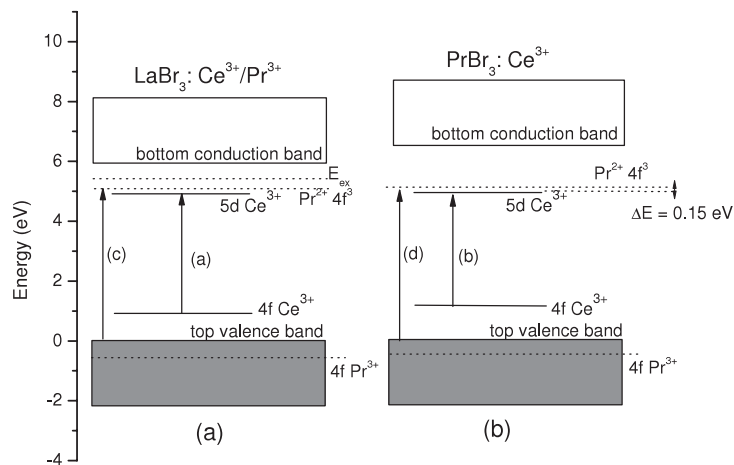 10
8
6
4
2
0
-2
-4
Energy (eV)
LaBr₃: Ce³⁺/Pr³⁺
bottom conduction band
E_ex
Pr²⁺ 4f³
5d Ce³⁺
(c)
(a)
4f Ce³⁺
top valence band
4f Pr³⁺
(a)
PrBr₃: Ce³⁺
bottom conduction band
Pr²⁺ 4f³
5d Ce³⁺
ΔE = 0.15 eV
(d)
(b)
4f Ce³⁺
top valence band
4f Pr³⁺
(b)